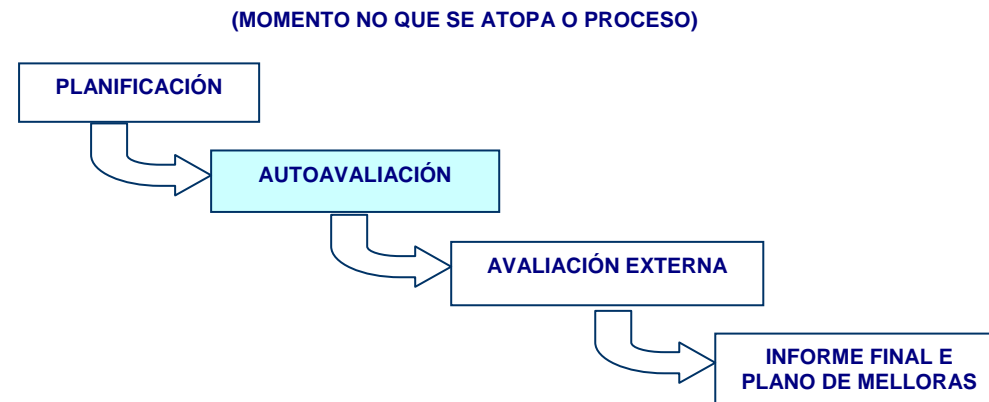 (MOMENTO NO QUE SE ATOPA O PROCESO)
PLANIFICACIÓN
AUTOAVALIACIÓN
AVALIACIÓN EXTERNA
INFORME FINAL E
PLANO DE MELLORAS